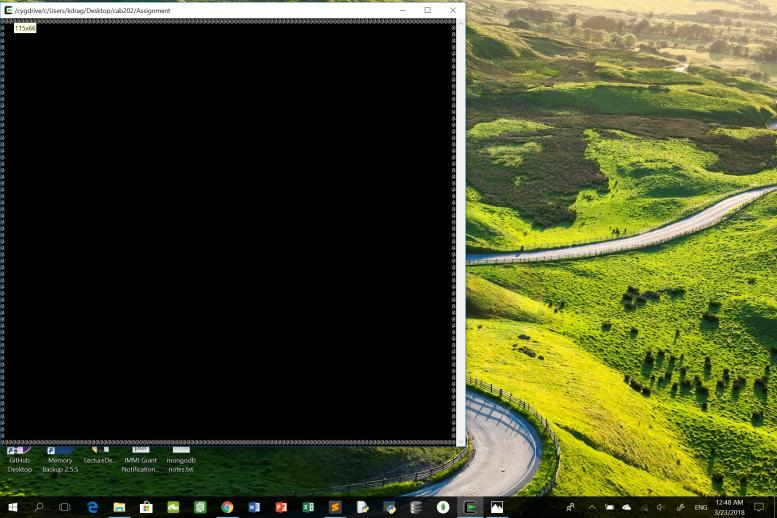 /cygdrive/c/Users/kdrag/Desktop/cab202/Assignment
115x66
GitHub Desktop
Memory Backup 2.5.5
LectureDe...
IMMI Grant Notification...
mongodb notes.txt
ENG
12:48 AM
3/23/2018